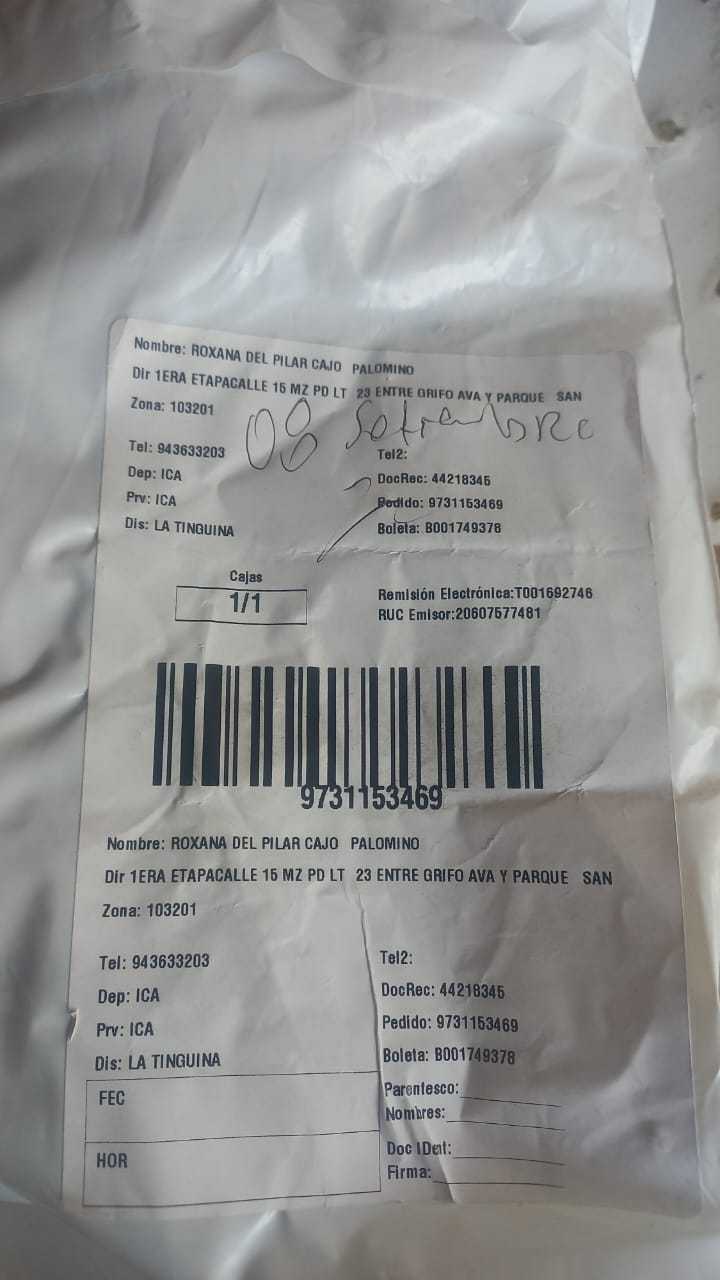 Nombre: ROXANA DEL PILAR CAJO PALOMINO
Dir 1ERA ETAPACALLE 15 MZ PD LT 23 ENTRE GRIFO AVA Y PARQUE SAN
Zona: 103201
08 Setiembre
Tel: 943633203 Tel2:
Dep: ICA DocRec: 44218345
Prv: ICA Pedido: 9731153469
Dis: LA TINGUINA Boleta: B001749378
Cajas
1/1 Remisión Electrónica:T001692746
RUC Emisor:20607577481
9731153469
Nombre: ROXANA DEL PILAR CAJO PALOMINO
Dir 1ERA ETAPACALLE 15 MZ PD LT 23 ENTRE GRIFO AVA Y PARQUE SAN
Zona: 103201
Tel: 943633203 Tel2:
Dep: ICA DocRec: 44218345
Prv: ICA Pedido: 9731153469
Dis: LA TINGUINA Boleta: B001749378
FEC Parentesco:
Nombres:
HOR Doc IDent:
Firma: